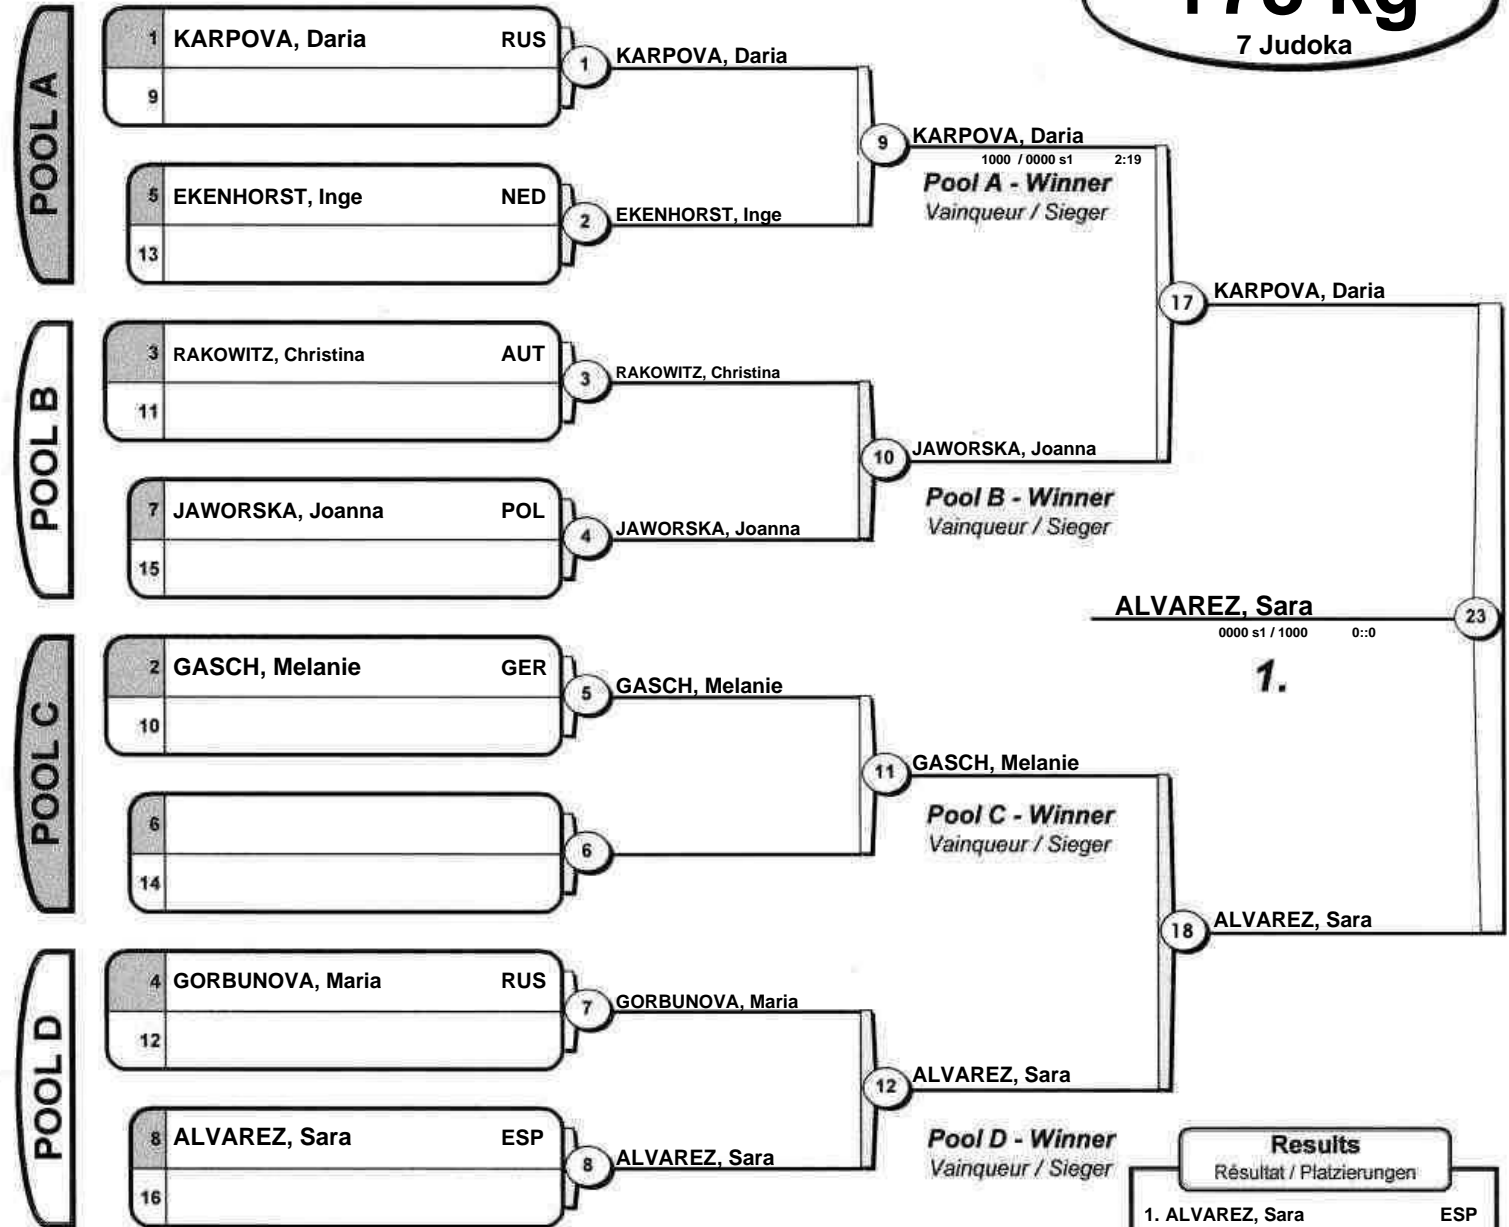 7 Judoka
POOL A
1 KARPOVA, Daria RUS
9
1 KARPOVA, Daria
5 EKENHORST, Inge NED
13
2 EKENHORST, Inge
9 KARPOVA, Daria
1000 / 0000 s1 2:19
Pool A - Winner
Vainqueur / Sieger
POOL B
3 RAKOWITZ, Christina AUT
11
3 RAKOWITZ, Christina
7 JAWORSKA, Joanna POL
15
4 JAWORSKA, Joanna
10 JAWORSKA, Joanna
Pool B - Winner
Vainqueur / Sieger
17 KARPOVA, Daria
POOL C
2 GASCH, Melanie GER
10
5 GASCH, Melanie
6
14
6
11 GASCH, Melanie
Pool C - Winner
Vainqueur / Sieger
POOL D
4 GORBUNOVA, Maria RUS
12
7 GORBUNOVA, Maria
8 ALVAREZ, Sara ESP
16
8 ALVAREZ, Sara
12 ALVAREZ, Sara
Pool D - Winner
Vainqueur / Sieger
18 ALVAREZ, Sara
ALVAREZ, Sara 23
0000 s1 / 1000 0::0
1.
Results
Résultat / Platzierungen
1. ALVAREZ, Sara ESP